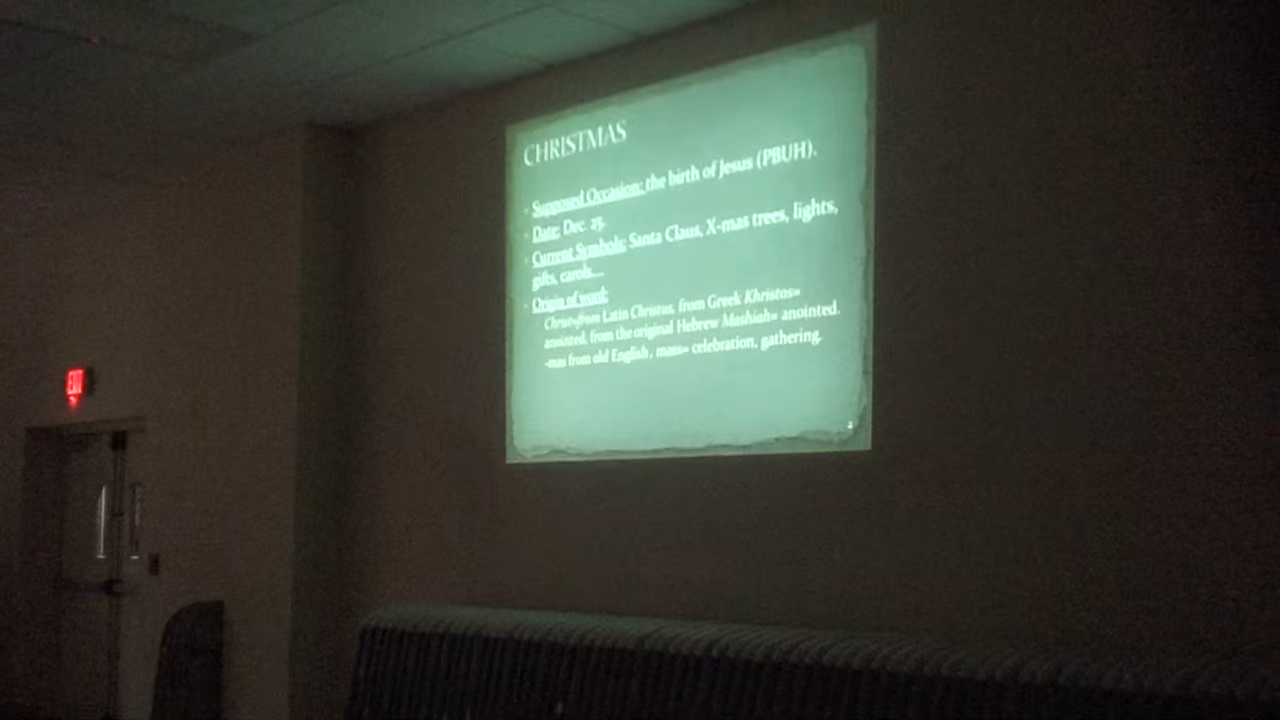 CHRISTMAS
Supposed Occasion: the birth of Jesus (PBUH).
Date: Dec. 25.
Current Symbols: Santa Claus, X-mas trees, lights,
gifts, carols...
Origin of word:
Christ=from Latin Christus, from Greek Khristos=
anointed, from the original Hebrew Mashiah= anointed.
-mas from old English, mass= celebration, gathering.
EXIT